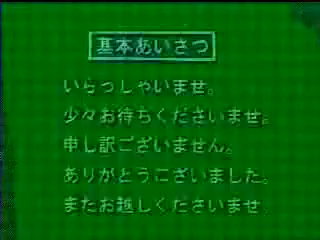 基本あいさつ
いらっしゃいませ。
少々お待ちくださいませ。
申し訳ございません。
ありがとうございました。
またお越しくださいませ